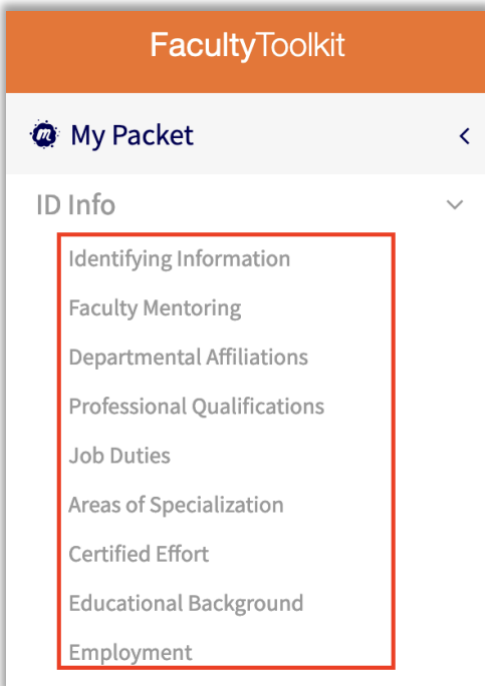 FacultyToolkit
My Packet
ID Info
Identifying Information
Faculty Mentoring
Departmental Affiliations
Professional Qualifications
Job Duties
Areas of Specialization
Certified Effort
Educational Background
Employment